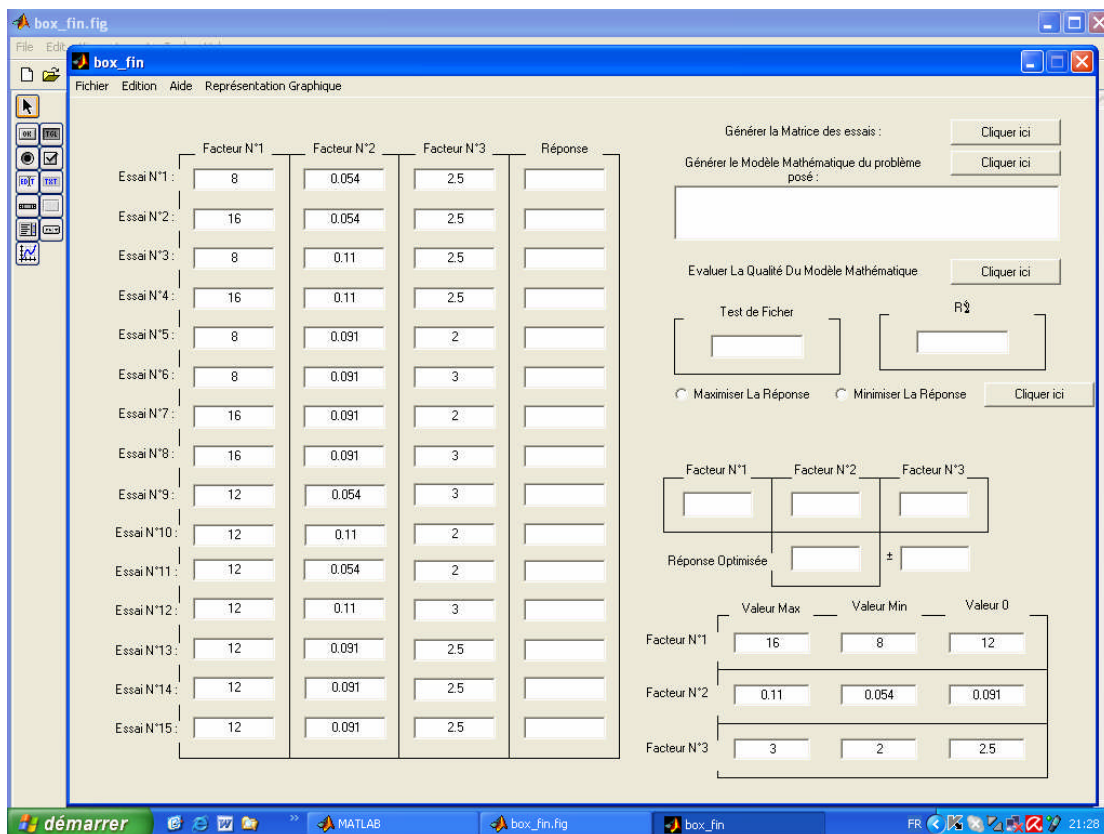 box_fin.fig
File Edit
box_fin
Fichier Edition Aide Représentation Graphique
Facteur N°1 Facteur N°2 Facteur N°3 Réponse
Essai N°1 : 8 0.054 2.5
Essai N°2 : 16 0.054 2.5
Essai N°3 : 8 0.11 2.5
Essai N°4 : 16 0.11 2.5
Essai N°5 : 8 0.091 2
Essai N°6 : 8 0.091 3
Essai N°7 : 16 0.091 2
Essai N°8 : 16 0.091 3
Essai N°9 : 12 0.054 3
Essai N°10 : 12 0.11 2
Essai N°11 : 12 0.054 2
Essai N°12 : 12 0.11 3
Essai N°13 : 12 0.091 2.5
Essai N°14 : 12 0.091 2.5
Essai N°15 : 12 0.091 2.5
Générer la Matrice des essais : Cliquer ici
Générer le Modèle Mathématique du problème Cliquer ici
posé :
Evaluer La Qualité Du Modèle Mathématique Cliquer ici
Test de Ficher
Maximiser La Réponse Minimiser La Réponse Cliquer ici
Facteur N°1 Facteur N°2 Facteur N°3
Réponse Optimisée ±
Valeur Max Valeur Min Valeur 0
Facteur N°1 16 8 12
Facteur N°2 0.11 0.054 0.091
Facteur N°3 3 2 2.5
démarrer » MATLAB box_fin.fig box_fin FR 21:28